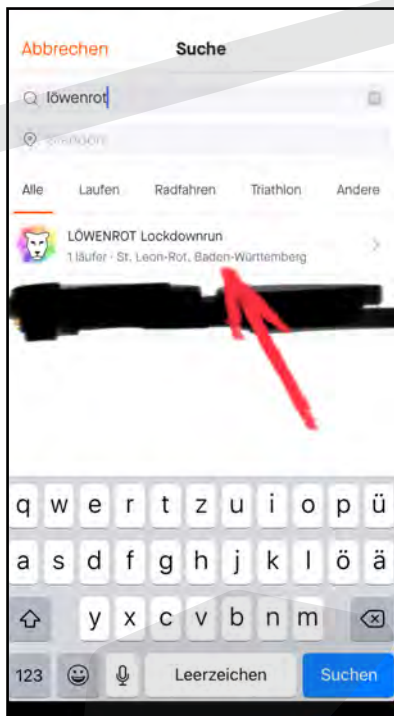 Abbrechen Suche
löwenrot
Standort
Alle Laufen Radfahren Triathlon Andere
LÖWENROT Lockdownrun
1 läufer · St. Leon-Rot, Baden-Württemberg
q w e r t z u i o p ü
a s d f g h j k l ö ä
y x c v b n m
123 Leerzeichen Suchen